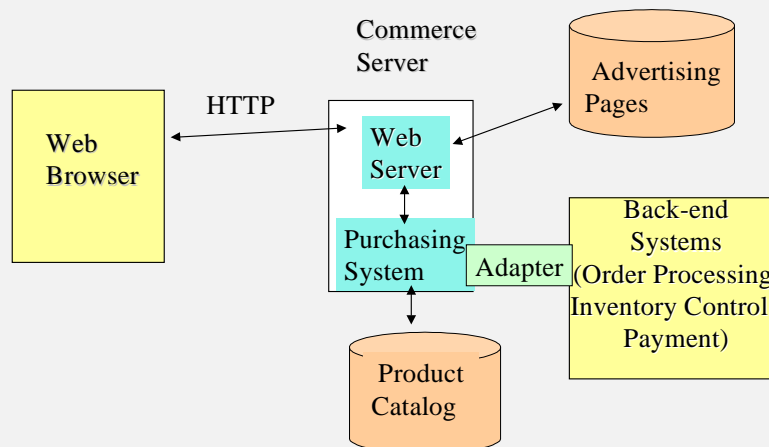 Commerce
Server
HTTP
Web
Browser
Web
Server
Purchasing
System
Adapter
Advertising
Pages
Back-end
Systems
(Order Processing
Inventory Control
Payment)
Product
Catalog